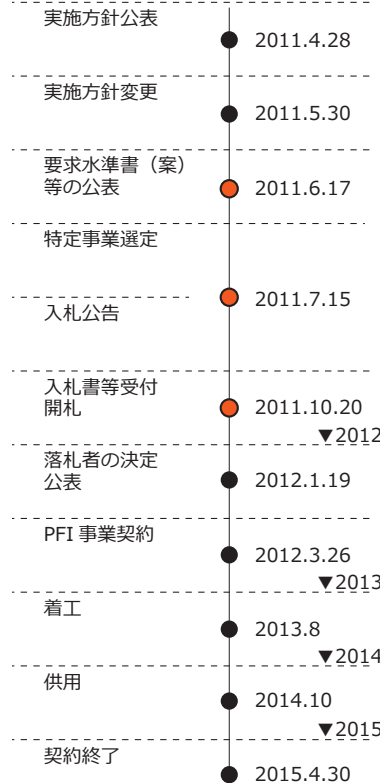 実施方針公表
2011.4.28
実施方針変更
2011.5.30
要求水準書（案）
等の公表
2011.6.17
特定事業選定
2011.7.15
入札公告
入札書等受付
開札
2011.10.20
▼2012
落札者の決定
公表
2012.1.19
PFI 事業契約
2012.3.26
▼2013
着工
2013.8
▼2014
供用
2014.10
▼2015
契約終了
2015.4.30